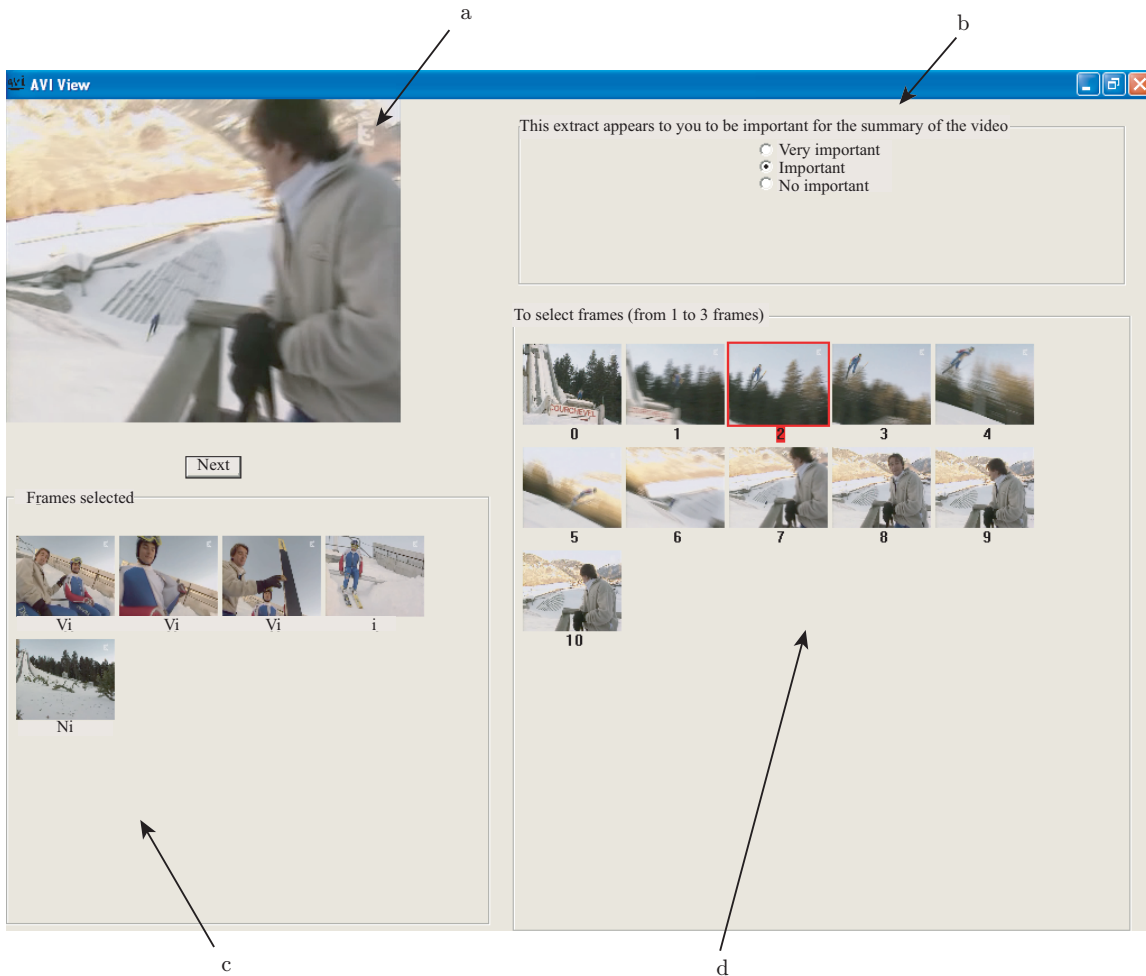 a
b
avi AVI View
This extract appears to you to be important for the summary of the video
Very important
Important
No important
To select frames (from 1 to 3 frames)
COURCHEVEL
0 1 2 3 4
Next
Frames selected
5 6 7 8 9
Vi Vi Vi i
10
Ni
c
d